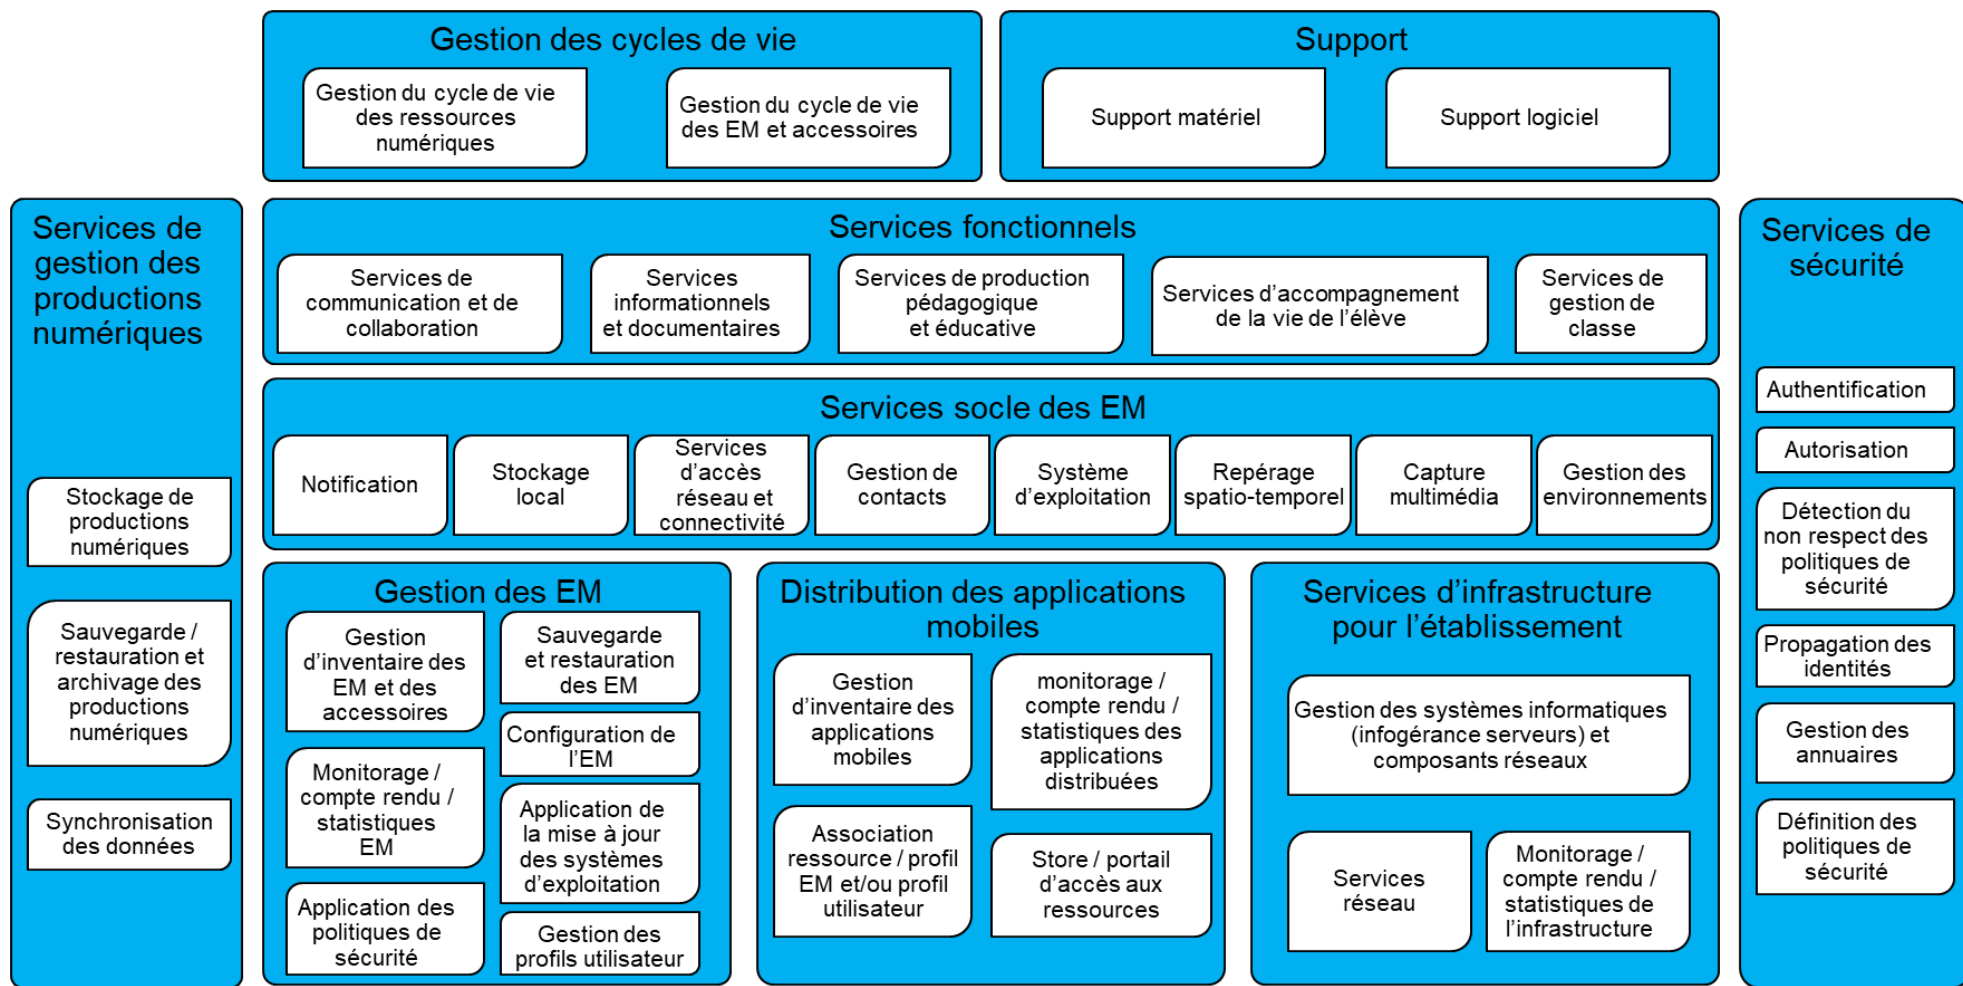 Gestion des cycles de vie
Gestion du cycle de vie
des ressources
numériques
Gestion du cycle de vie
des EM et accessoires
Support
Support matériel
Support logiciel
Services de
gestion des
productions
numériques
Stockage de
productions
numériques
Sauvegarde /
restauration et
archivage des
productions
numériques
Synchronisation
des données
Services fonctionnels
Services de
communication et de
collaboration
Services
informationnels
et documentaires
Services de production
pédagogique
et éducative
Services d’accompagnement
de la vie de l’élève
Services de
gestion de
classe
Services socle des EM
Notification
Stockage
local
Services
d’accès
réseau et
connectivité
Gestion de
contacts
Système
d’exploitation
Repérage
spatio-temporel
Capture
multimédia
Gestion des
environnements
Gestion des EM
Gestion
d’inventaire des
EM et des
accessoires
Monitorage /
compte rendu /
statistiques
EM
Application des
politiques de
sécurité
Sauvegarde
et restauration
des EM
Configuration de
l’EM
Application de
la mise à jour
des systèmes
d’exploitation
Gestion des
profils utilisateur
Distribution des applications
mobiles
Gestion
d’inventaire des
applications
mobiles
Association
ressource / profil
EM et/ou profil
utilisateur
monitorage /
compte rendu /
statistiques des
applications
distribuées
Store / portail
d’accès aux
ressources
Services d’infrastructure
pour l’établissement
Gestion des systèmes informatiques
(infogérance serveurs) et
composants réseaux
Services
réseau
Monitorage /
compte rendu /
statistiques de
l’infrastructure
Services de
sécurité
Authentification
Autorisation
Détection du
non respect des
politiques de
sécurité
Propagation des
identités
Gestion des
annuaires
Définition des
politiques de
sécurité